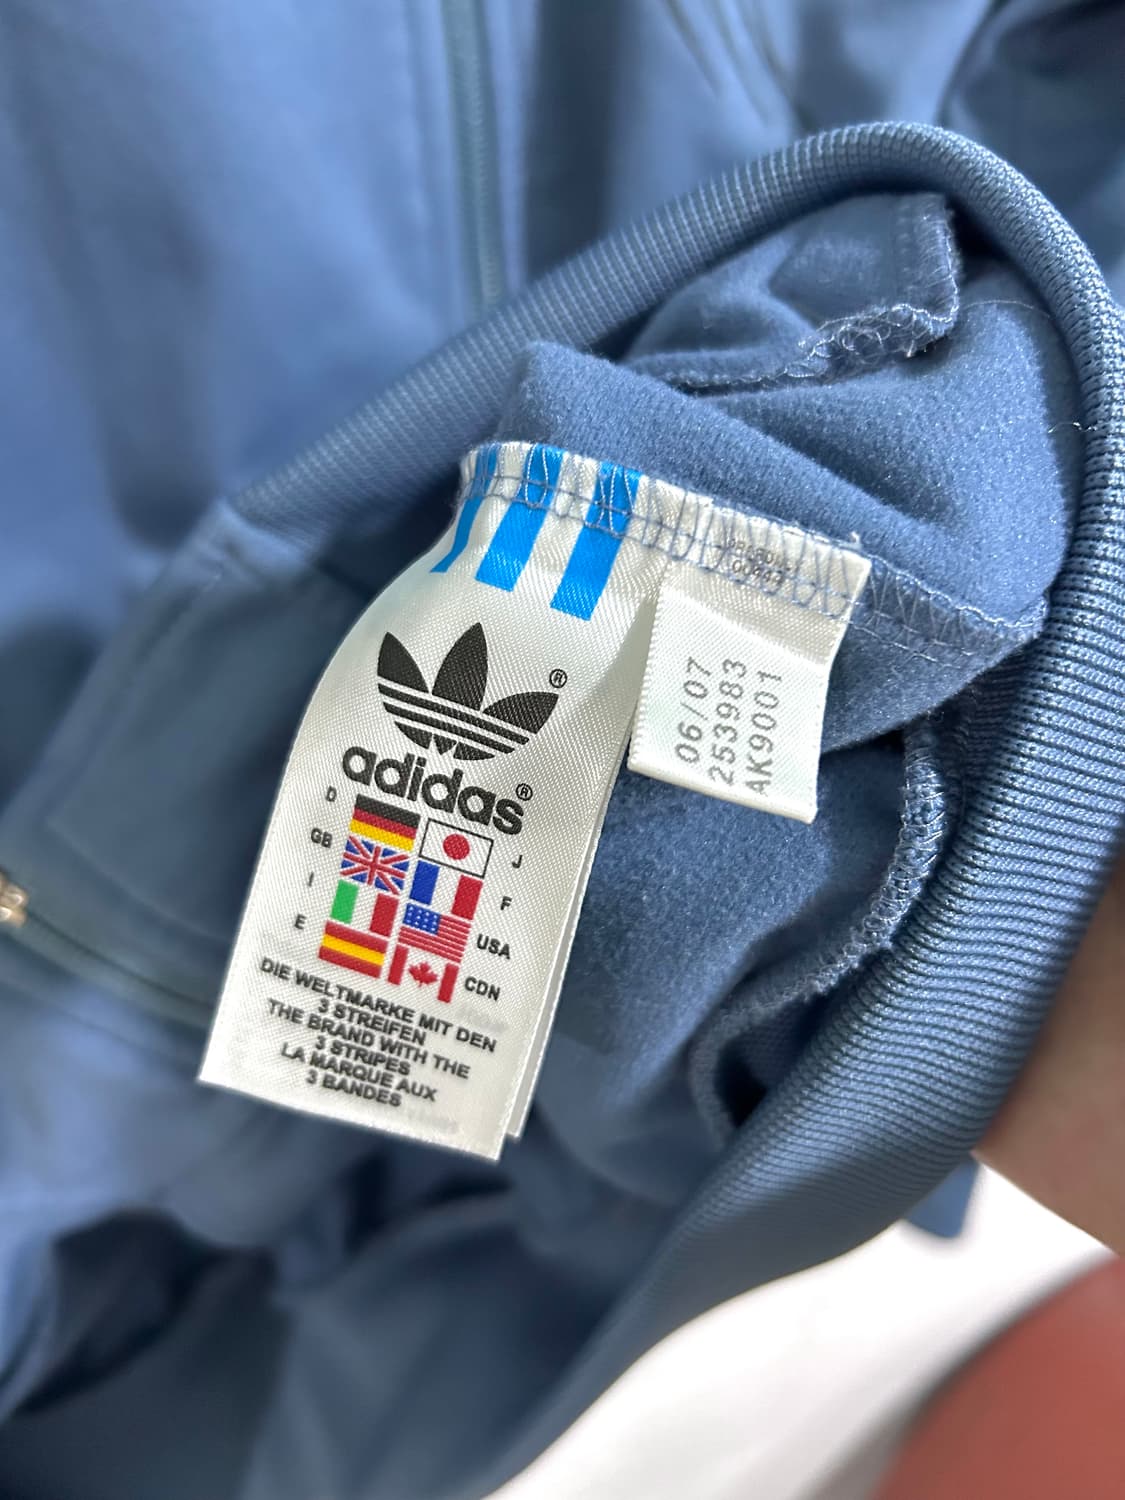 adidas®
D
GB
I
E
J
F
USA
CDN
DIE WELTMARKE MIT DEN
3 STREIFEN
THE BRAND WITH THE
3 STRIPES
LA MARQUE AUX
3 BANDES
06/07
253983
AK9001